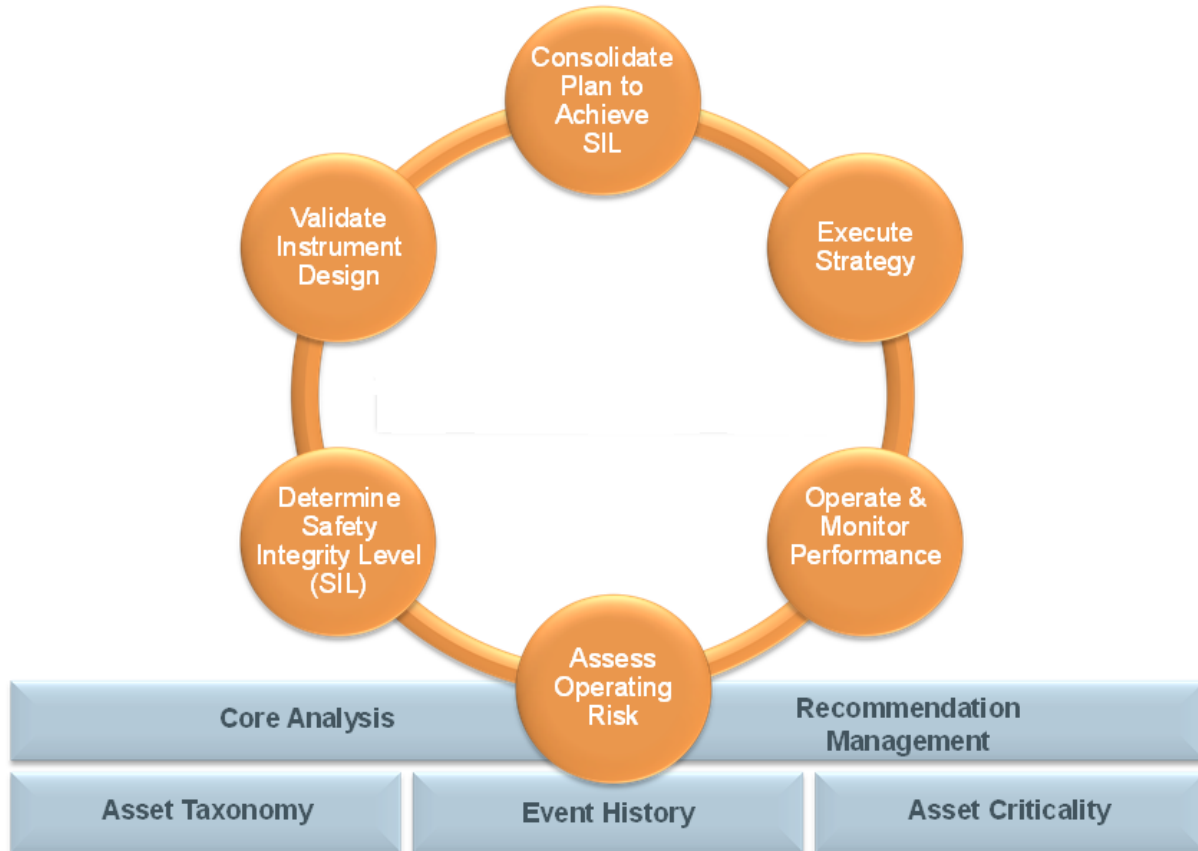 Consolidate
Plan to
Achieve
SIL
Validate
Instrument
Design
Execute
Strategy
Determine
Safety
Integrity Level
(SIL)
Operate &
Monitor
Performance
Assess
Operating
Risk
Core Analysis
Recommendation
Management
Asset Taxonomy
Event History
Asset Criticality